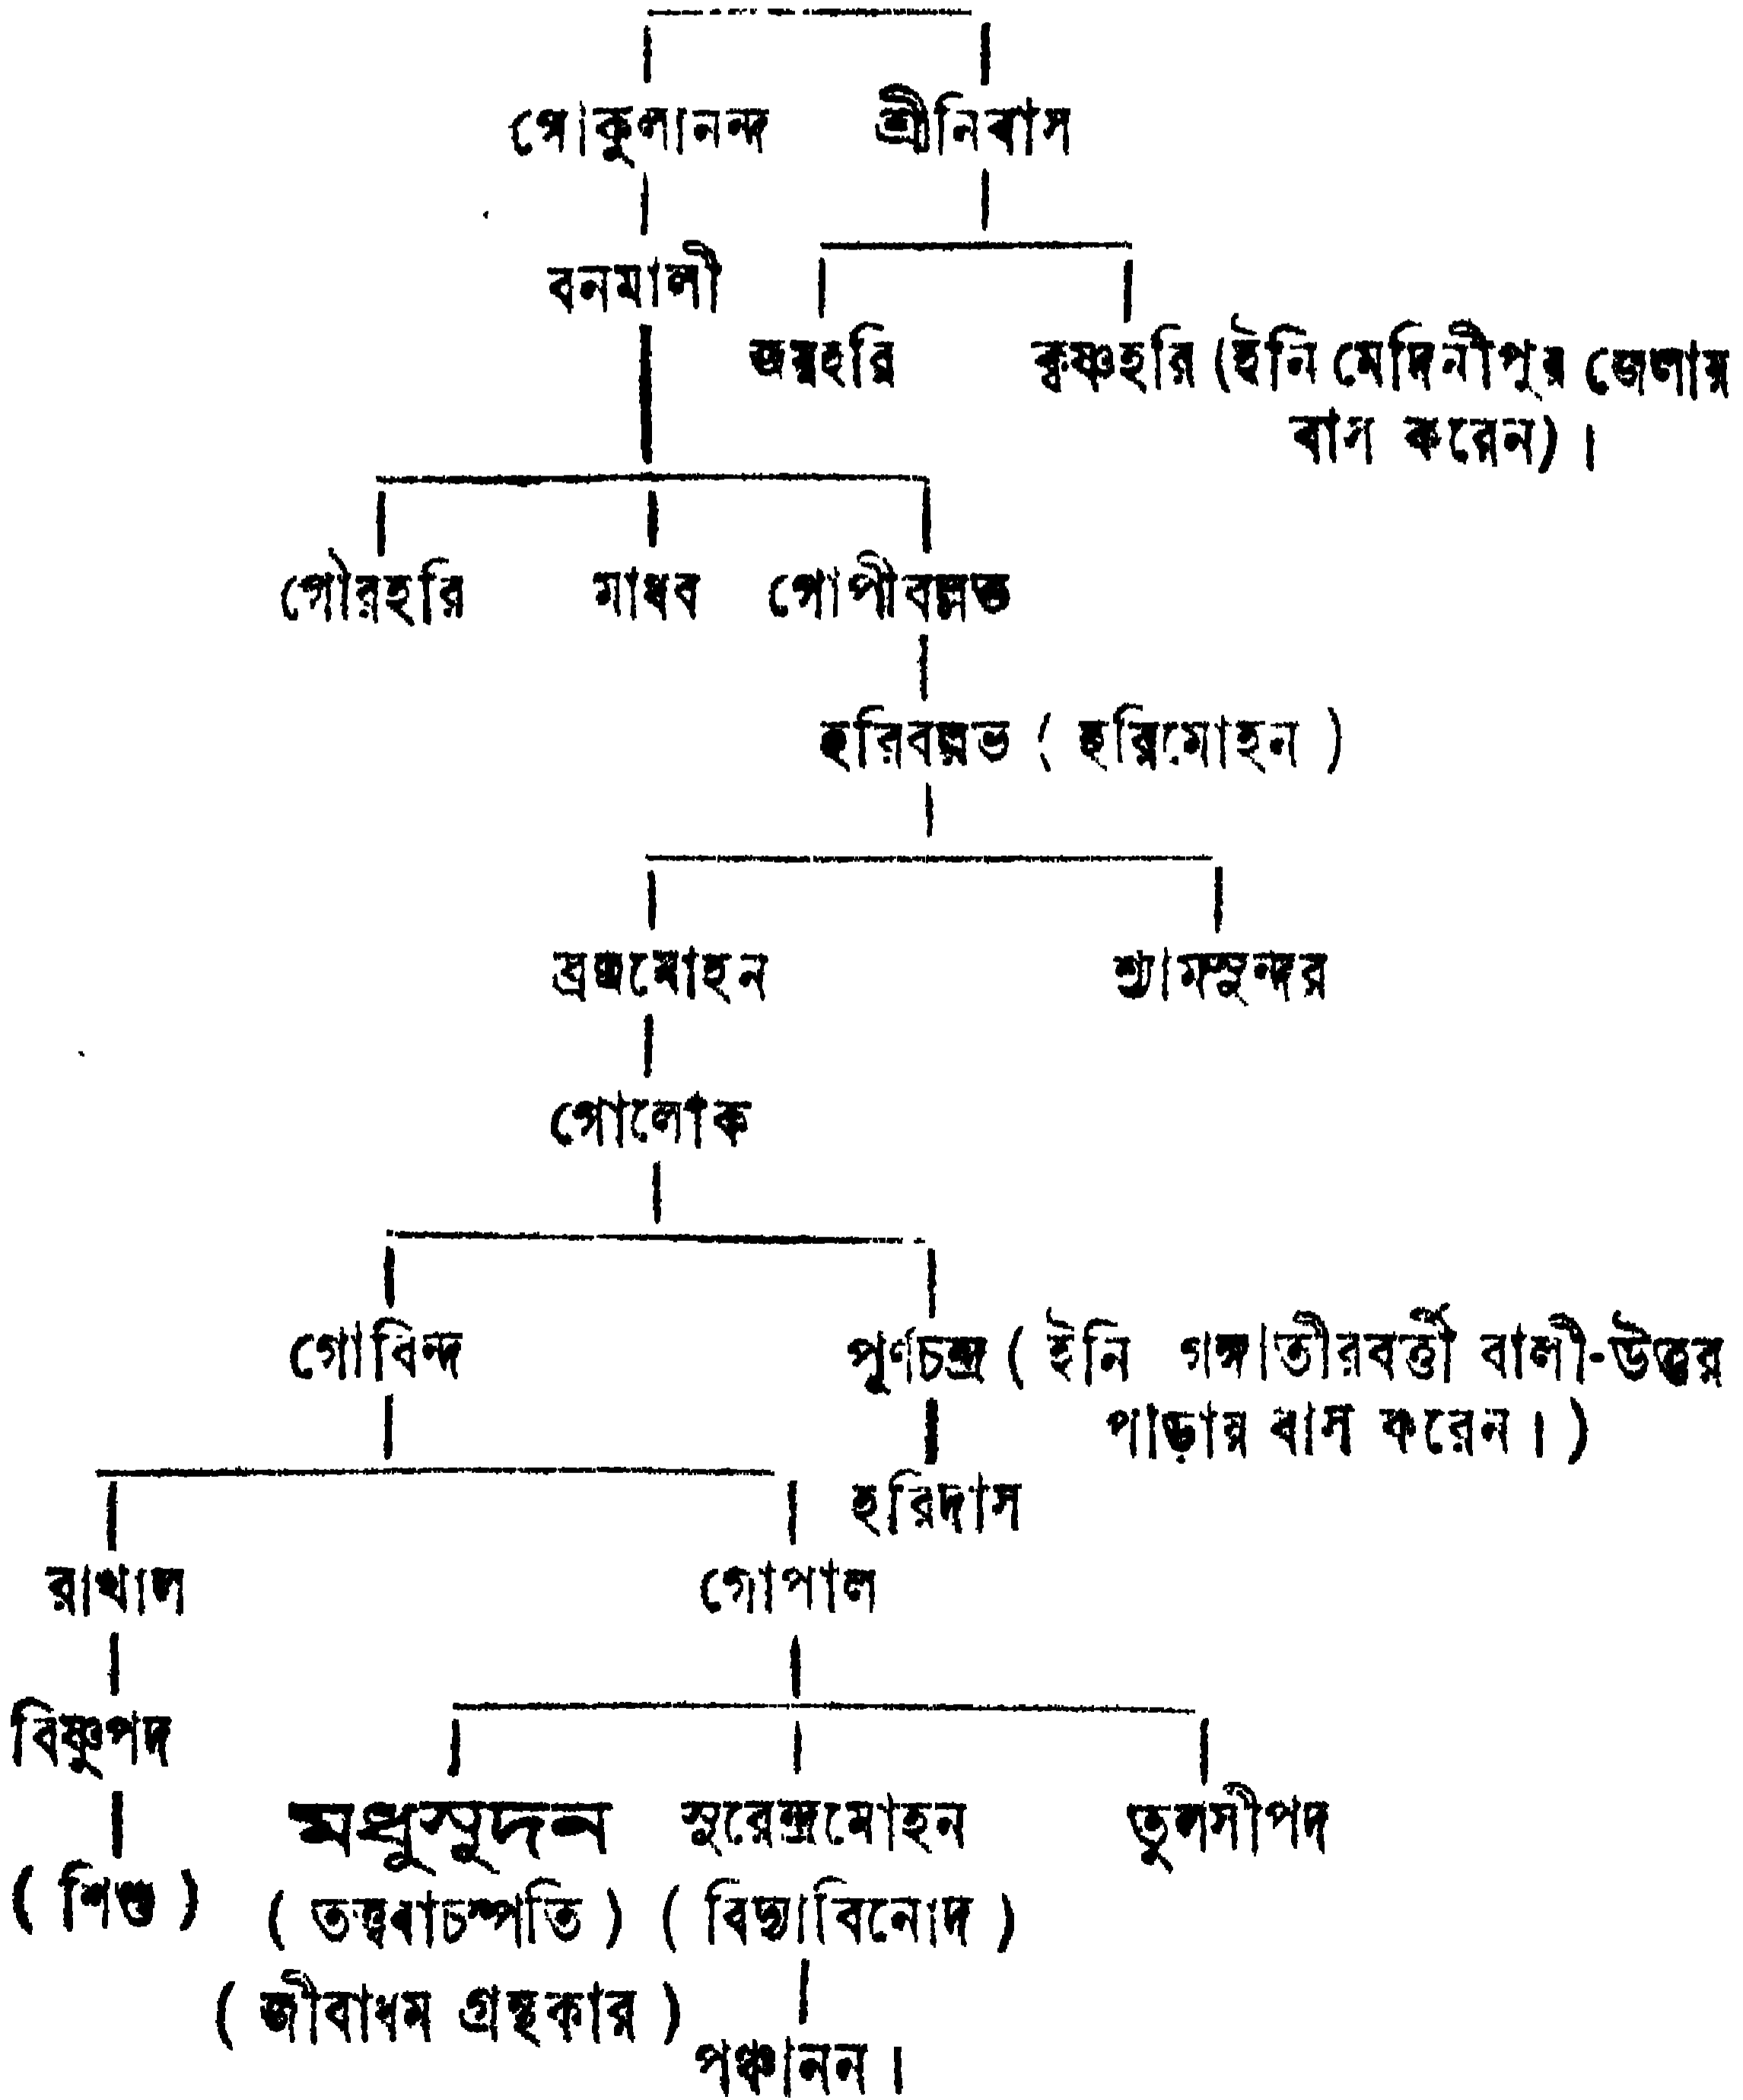 গোকুলানন্দ শ্রীনিবাস
বনমালী
জয়হরি কৃষ্ণহরি (ইনি মেদিনীপুর জেলায়
বাস করেন)।
গৌরহরি মাধব গোপীবল্লভ
হরিবল্লভ ( হরিমোহন )
ব্রজমোহন শ্যামসুন্দর
গোলোক
গোবিন্দ পূর্ণচন্দ্র ( ইনি গঙ্গাতীরবর্ত্তী বালী-উত্তর
পাড়ায় বাস করেন। )
হরিদাস
রাখাল গোপাল
বিষ্ণুপদ
মধুসূদন সুরেন্দ্রমোহন তুলসীপদ
( শিশু ) ( তত্ত্ববাচস্পতি ) ( বিদ্যাবিনোদ )
( জীবাধম গ্রন্থকার )
পঞ্চানন।